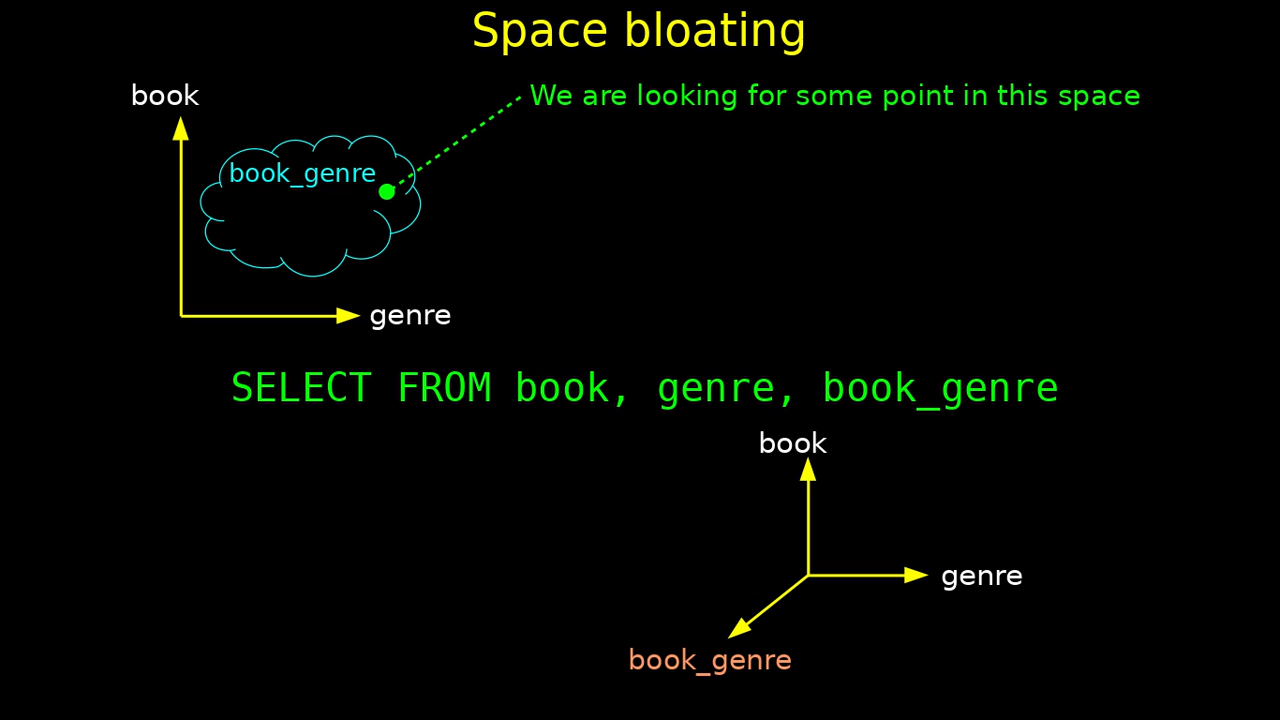 Space bloating
book
We are looking for some point in this space
book_genre
genre
SELECT FROM book, genre, book_genre
book
genre
book_genre